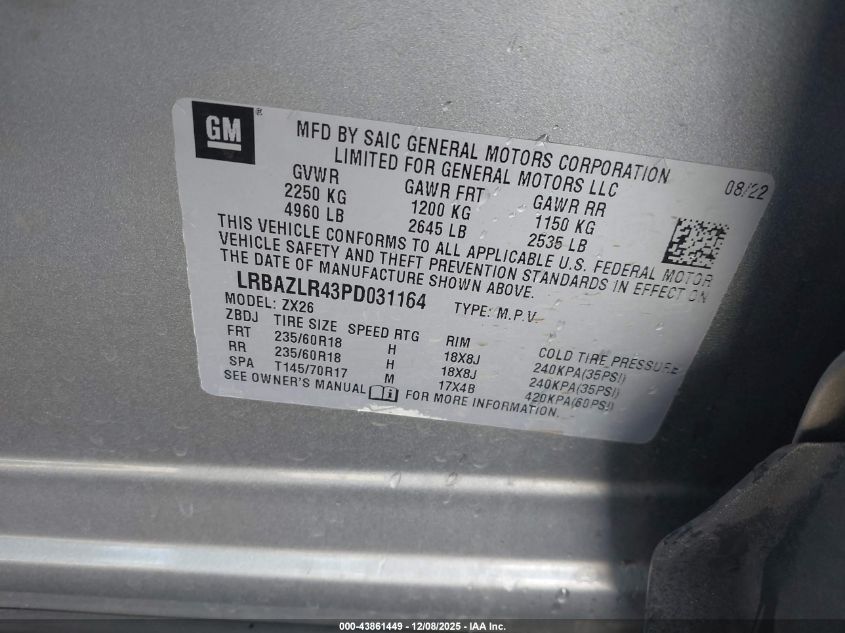 GM ®
MFD BY SAIC GENERAL MOTORS CORPORATION
LIMITED FOR GENERAL MOTORS LLC
08/22
GVWR GAWR FRT GAWR RR
2250 KG 1200 KG 1150 KG
4960 LB 2645 LB 2535 LB
THIS VEHICLE CONFORMS TO ALL APPLICABLE U.S. FEDERAL MOTOR
VEHICLE SAFETY AND THEFT PREVENTION STANDARDS IN EFFECT ON
THE DATE OF MANUFACTURE SHOWN ABOVE.
LRBAZLR43PD031164 TYPE: M.P.V
MODEL: ZX26
ZBDJ TIRE SIZE SPEED RTG RIM COLD TIRE PRESSURE
FRT 235/60R18 H 18X8J 240KPA(35PSI)
RR 235/60R18 H 18X8J 240KPA(35PSI)
SPA T145/70R17 M 17X4B 420KPA(60PSI)
SEE OWNER'S MANUAL FOR MORE INFORMATION.
000-43861449 - 12/08/2025 - IAA Inc.